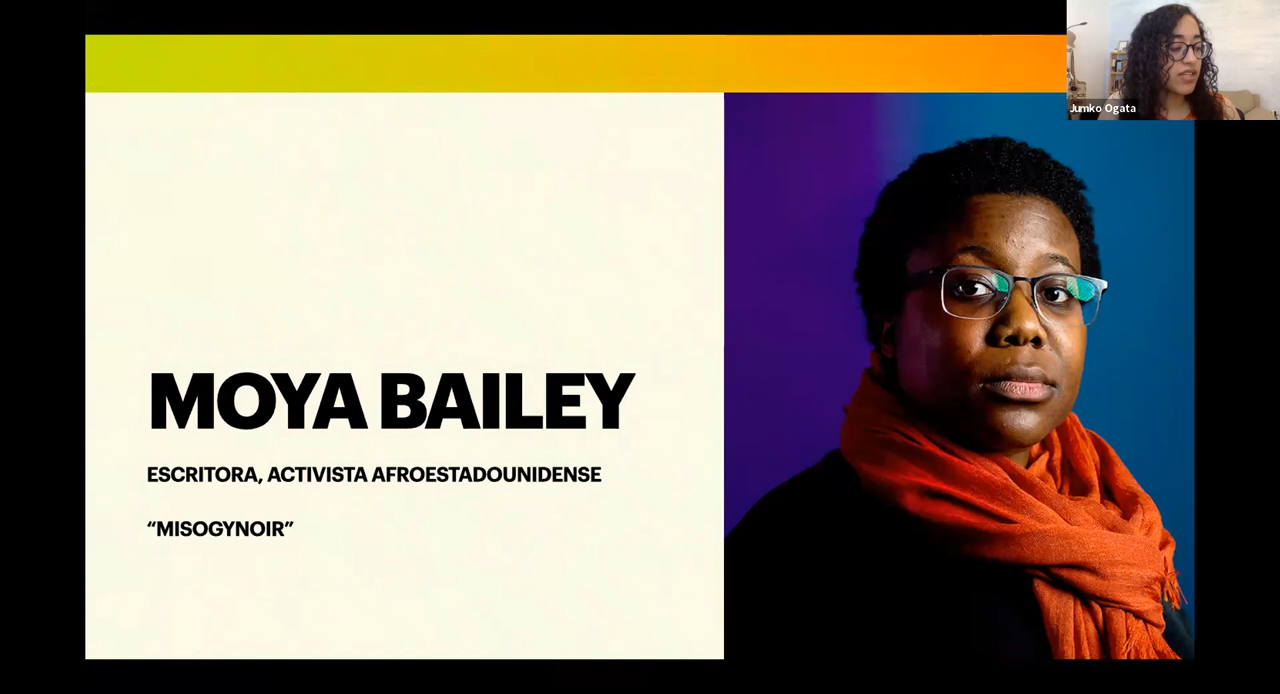 Jumko Ogata
MOYA BAILEY
ESCRITORA, ACTIVISTA AFROESTADOUNIDENSE
“MISOGYNOIR”